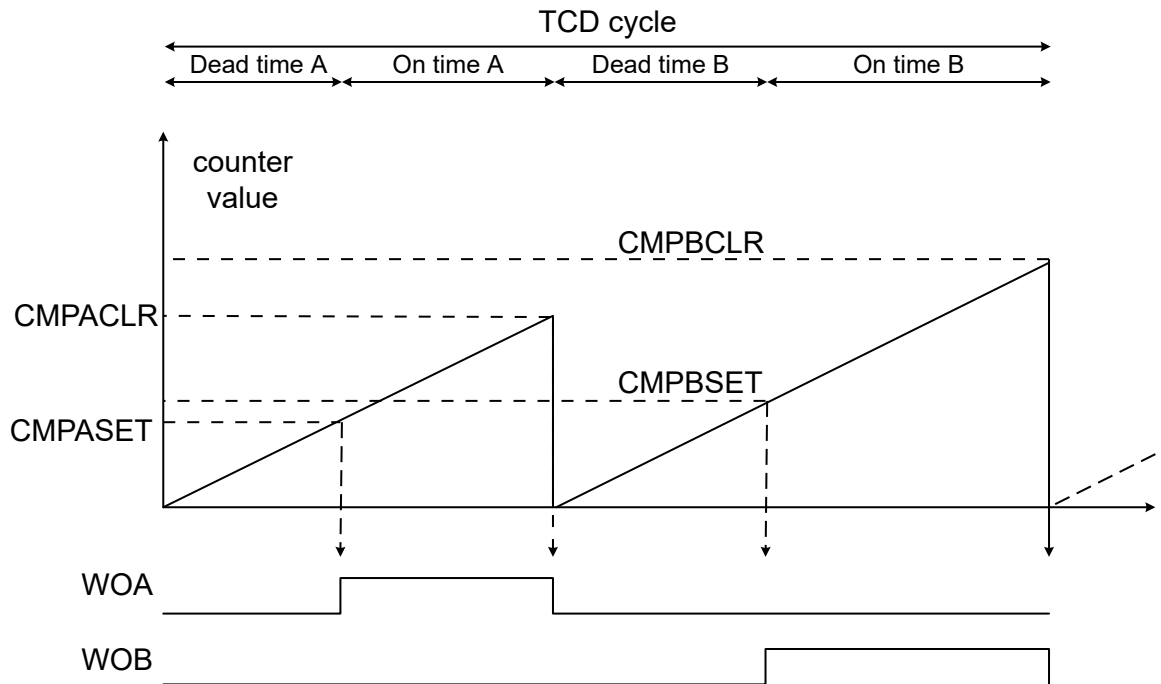 TCD cycle
Dead time A
On time A
Dead time B
On time B
counter
value
CMPBCLR
CMPACLR
CMPBSET
CMPASET
WOA
WOB